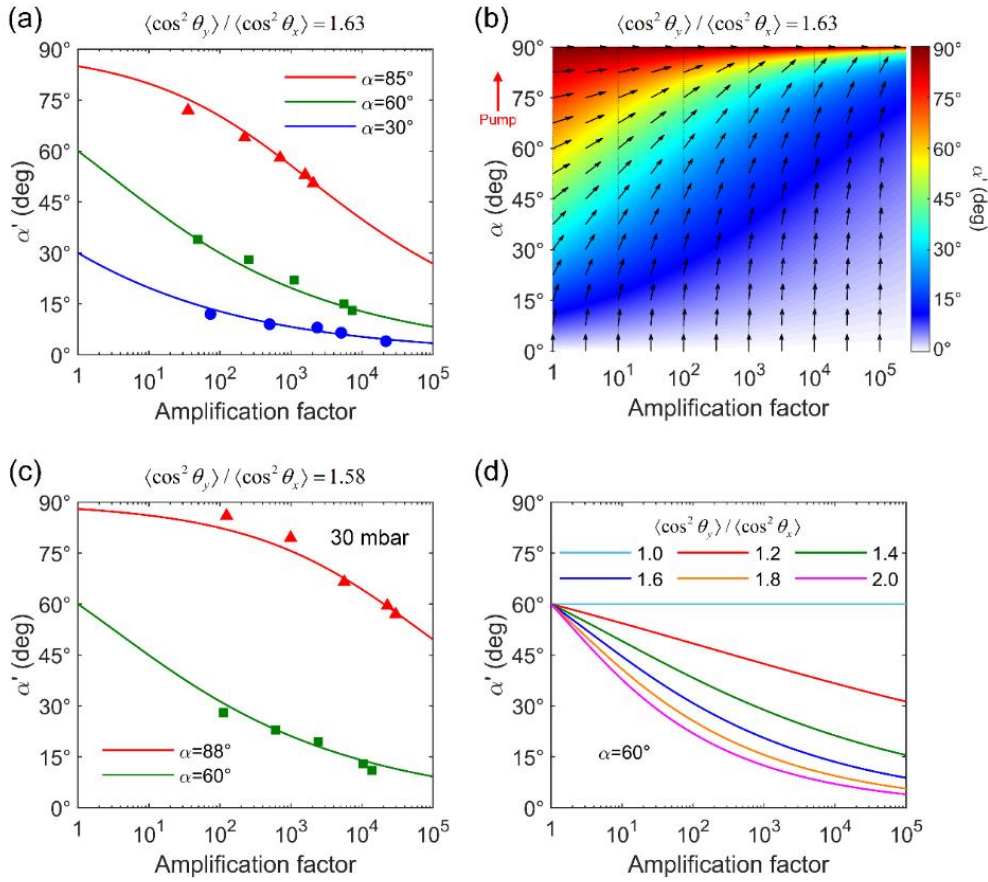 (a)
⟨cos² θy⟩ / ⟨cos² θx⟩ = 1.63
90°
75°
60°
45°
30°
15°
0°
α' (deg)
α=85°
α=60°
α=30°
1 10¹ 10² 10³ 10⁴ 10⁵
Amplification factor
(b)
⟨cos² θy⟩ / ⟨cos² θx⟩ = 1.63
Pump
90°
75°
60°
45°
30°
15°
0°
α (deg)
1 10¹ 10² 10³ 10⁴ 10⁵
Amplification factor
90°
75°
60°
45°
30°
15°
0°
α' (deg)
(c)
⟨cos² θy⟩ / ⟨cos² θx⟩ = 1.58
90°
75°
60°
45°
30°
15°
0°
α' (deg)
30 mbar
α=88°
α=60°
1 10¹ 10² 10³ 10⁴ 10⁵
Amplification factor
(d)
90°
75°
60°
45°
30°
15°
0°
α' (deg)
⟨cos² θy⟩ / ⟨cos² θx⟩
1.0 1.2 1.4
1.6 1.8 2.0
α=60°
1 10¹ 10² 10³ 10⁴ 10⁵
Amplification factor